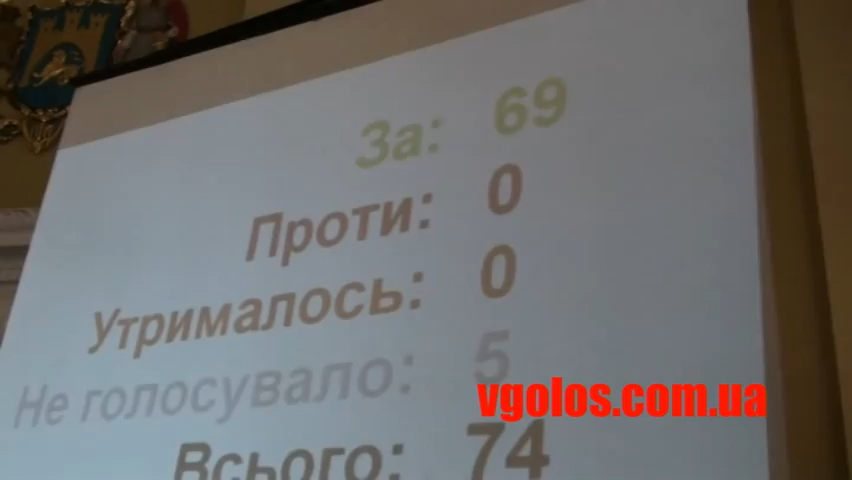 За: 69
Проти: 0
Утрималось: 0
Не голосувало: 5
vgolos.com.ua
Всього: 74